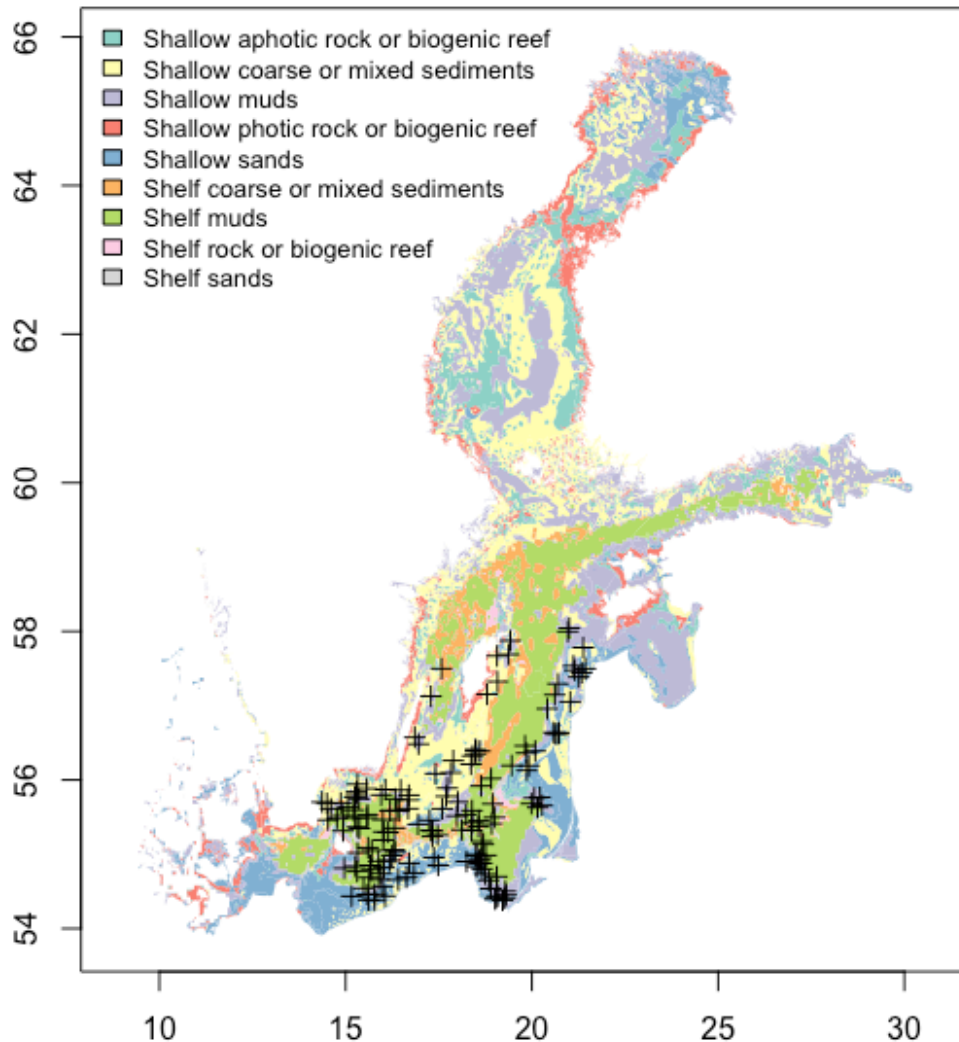 66
64
62
60
58
56
54
Shallow aphotic rock or biogenic reef
Shallow coarse or mixed sediments
Shallow muds
Shallow photic rock or biogenic reef
Shallow sands
Shelf coarse or mixed sediments
Shelf muds
Shelf rock or biogenic reef
Shelf sands
10 15 20 25 30